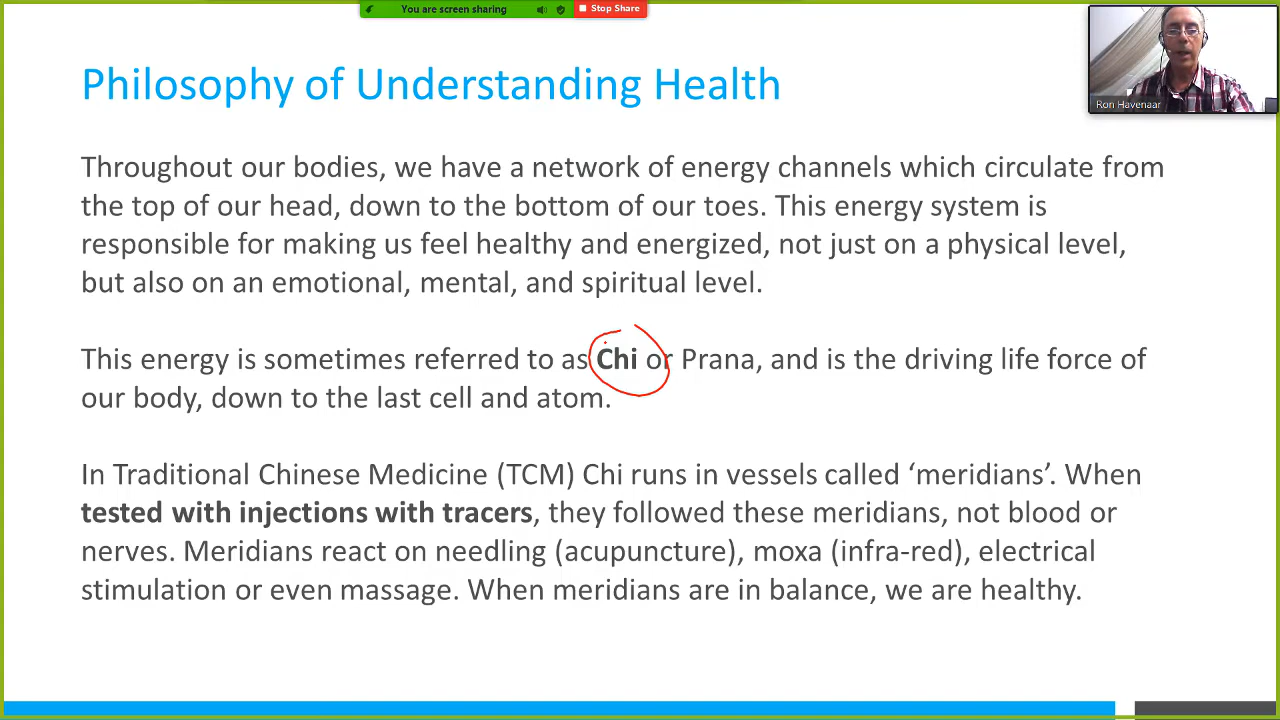 You are screen sharing
Stop Share
Ron Havenaar
Philosophy of Understanding Health
Throughout our bodies, we have a network of energy channels which circulate from
the top of our head, down to the bottom of our toes. This energy system is
responsible for making us feel healthy and energized, not just on a physical level,
but also on an emotional, mental, and spiritual level.
This energy is sometimes referred to as Chi or Prana, and is the driving life force of
our body, down to the last cell and atom.
In Traditional Chinese Medicine (TCM) Chi runs in vessels called ‘meridians’. When
tested with injections with tracers, they followed these meridians, not blood or
nerves. Meridians react on needling (acupuncture), moxa (infra-red), electrical
stimulation or even massage. When meridians are in balance, we are healthy.